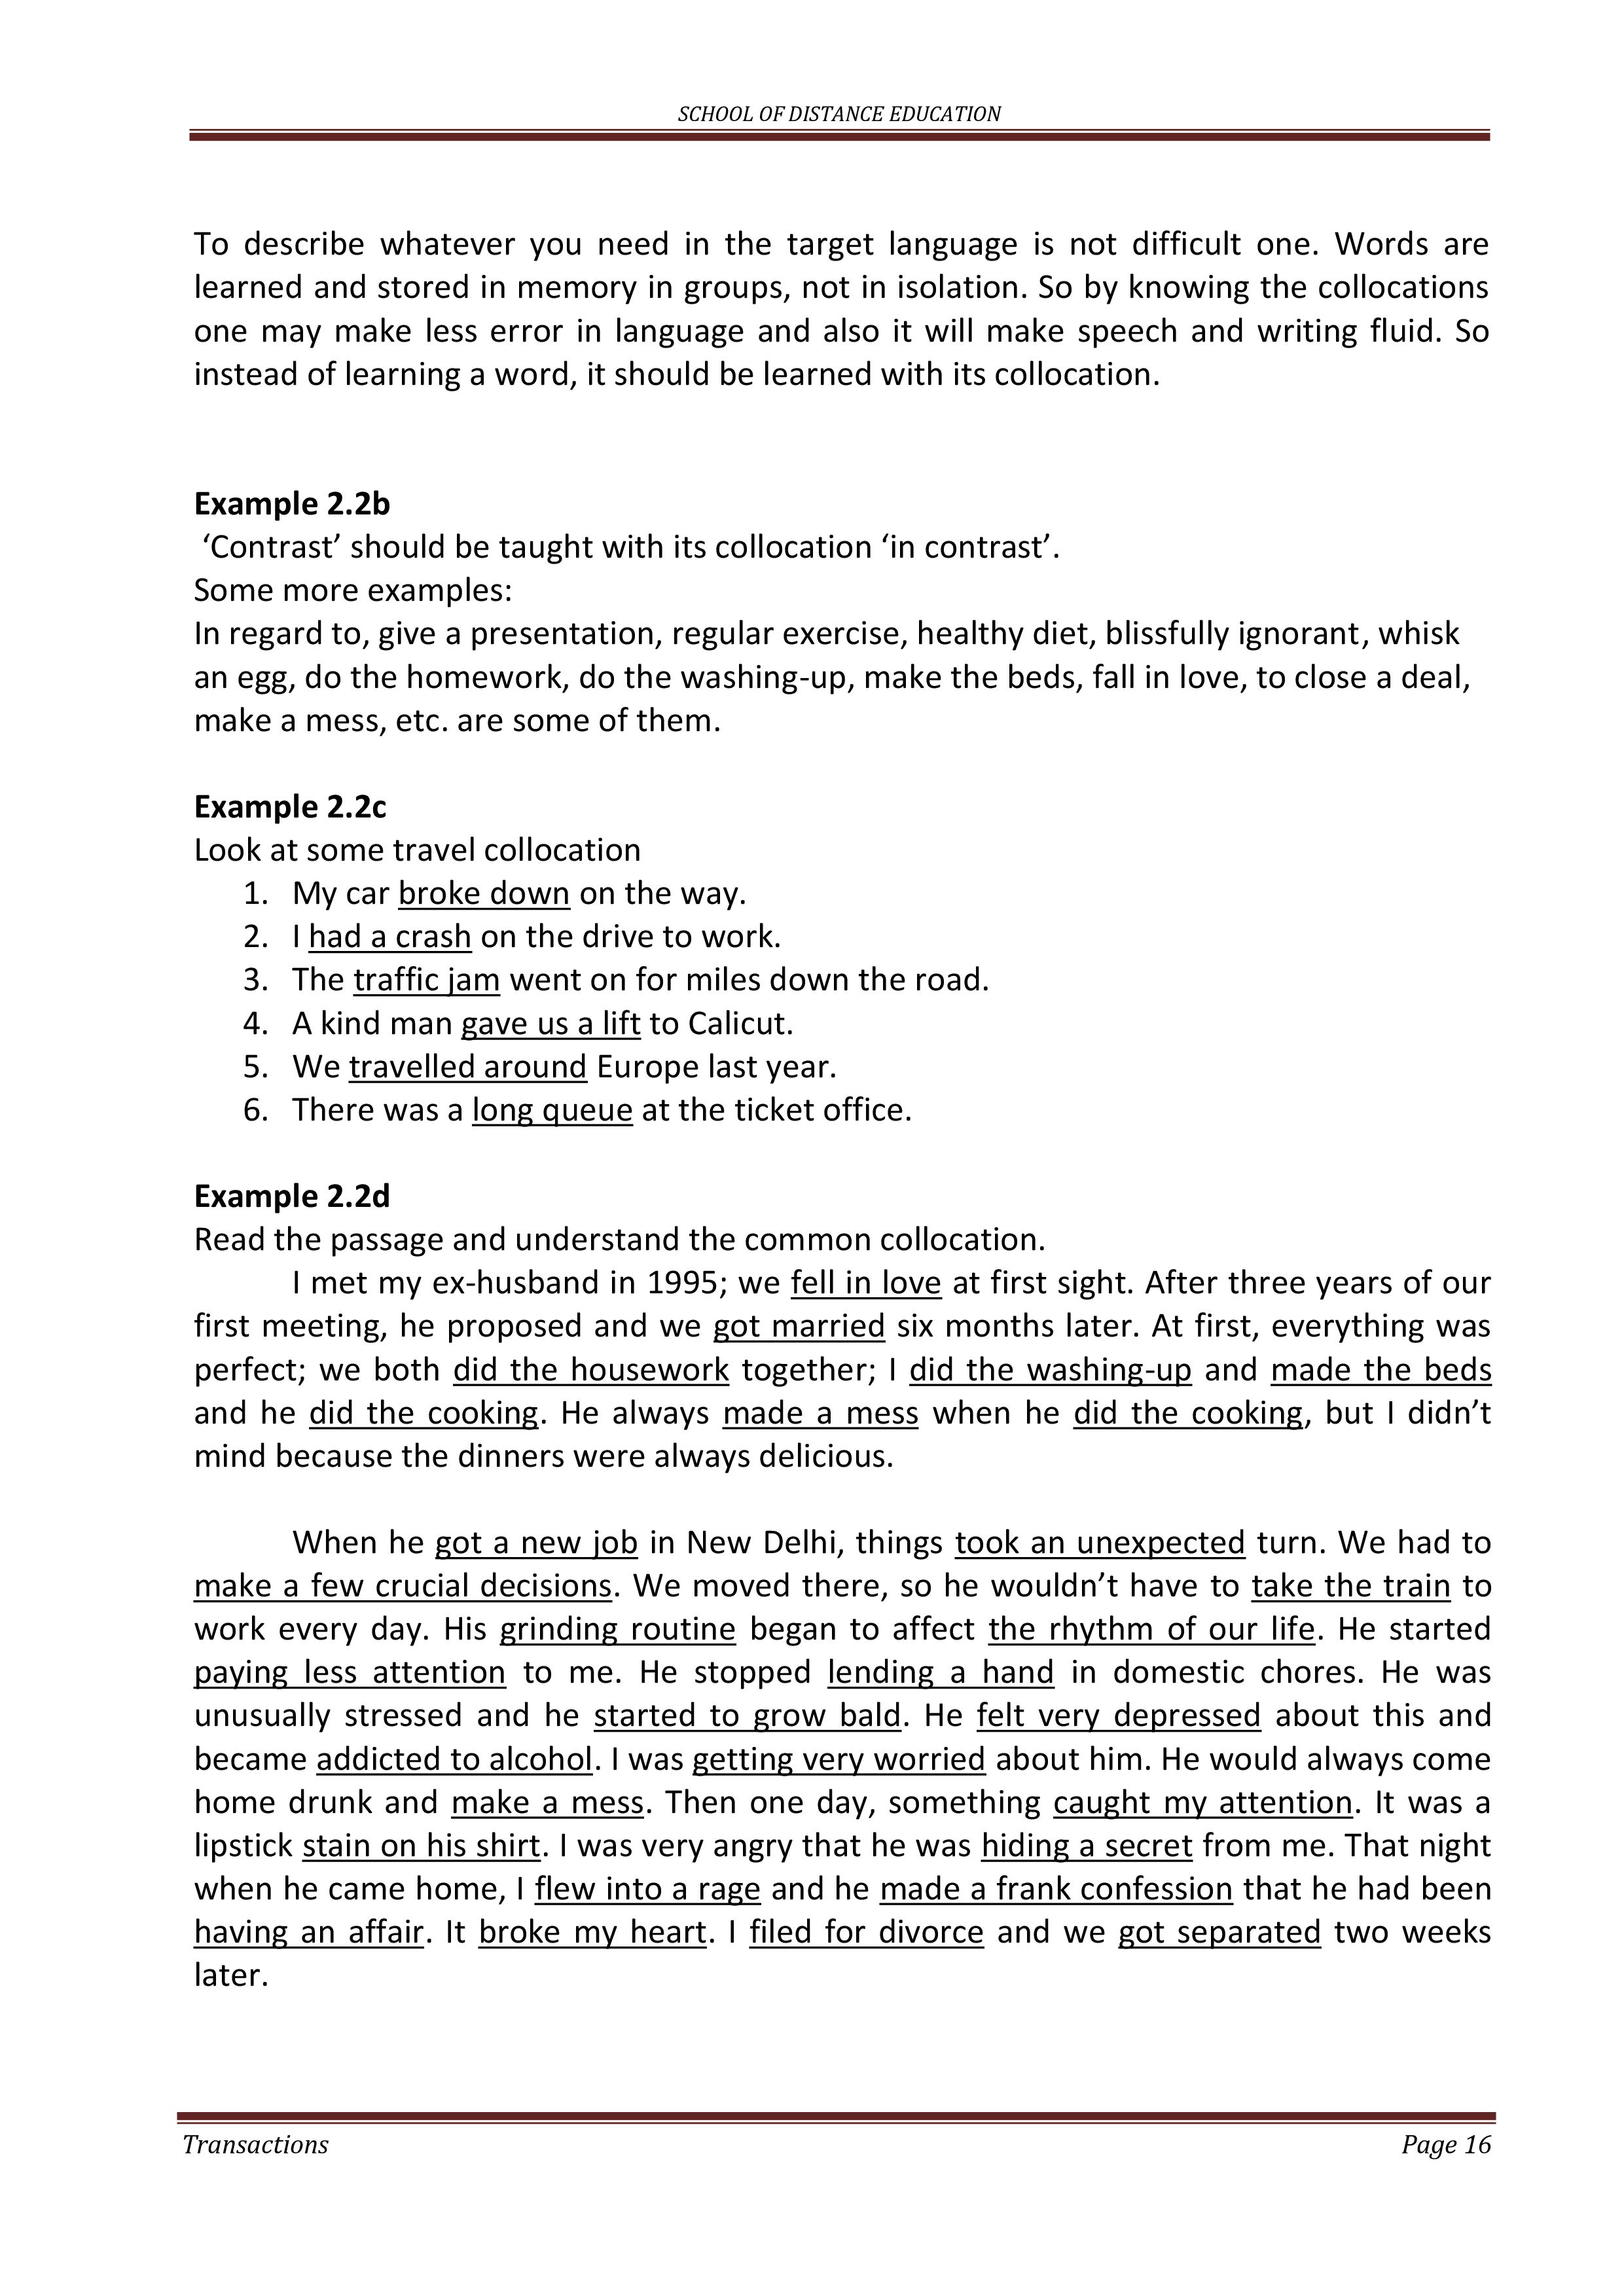 SCHOOL OF DISTANCE EDUCATION
To describe whatever you need in the target language is not difficult one. Words are
learned and stored in memory in groups, not in isolation. So by knowing the collocations
one may make less error in language and also it will make speech and writing fluid. So
instead of learning a word, it should be learned with its collocation.
Example 2.2b
‘Contrast’ should be taught with its collocation ‘in contrast’.
Some more examples:
In regard to, give a presentation, regular exercise, healthy diet, blissfully ignorant, whisk
an egg, do the homework, do the washing-up, make the beds, fall in love, to close a deal,
make a mess, etc. are some of them.
Example 2.2c
Look at some travel collocation
1. My car broke down on the way.
2. I had a crash on the drive to work.
3. The traffic jam went on for miles down the road.
4. A kind man gave us a lift to Calicut.
5. We travelled around Europe last year.
6. There was a long queue at the ticket office.
Example 2.2d
Read the passage and understand the common collocation.
I met my ex-husband in 1995; we fell in love at first sight. After three years of our
first meeting, he proposed and we got married six months later. At first, everything was
perfect; we both did the housework together; I did the washing-up and made the beds
and he did the cooking. He always made a mess when he did the cooking, but I didn’t
mind because the dinners were always delicious.
When he got a new job in New Delhi, things took an unexpected turn. We had to
make a few crucial decisions. We moved there, so he wouldn’t have to take the train to
work every day. His grinding routine began to affect the rhythm of our life. He started
paying less attention to me. He stopped lending a hand in domestic chores. He was
unusually stressed and he started to grow bald. He felt very depressed about this and
became addicted to alcohol. I was getting very worried about him. He would always come
home drunk and make a mess. Then one day, something caught my attention. It was a
lipstick stain on his shirt. I was very angry that he was hiding a secret from me. That night
when he came home, I flew into a rage and he made a frank confession that he had been
having an affair. It broke my heart. I filed for divorce and we got separated two weeks
later.
Transactions Page 16